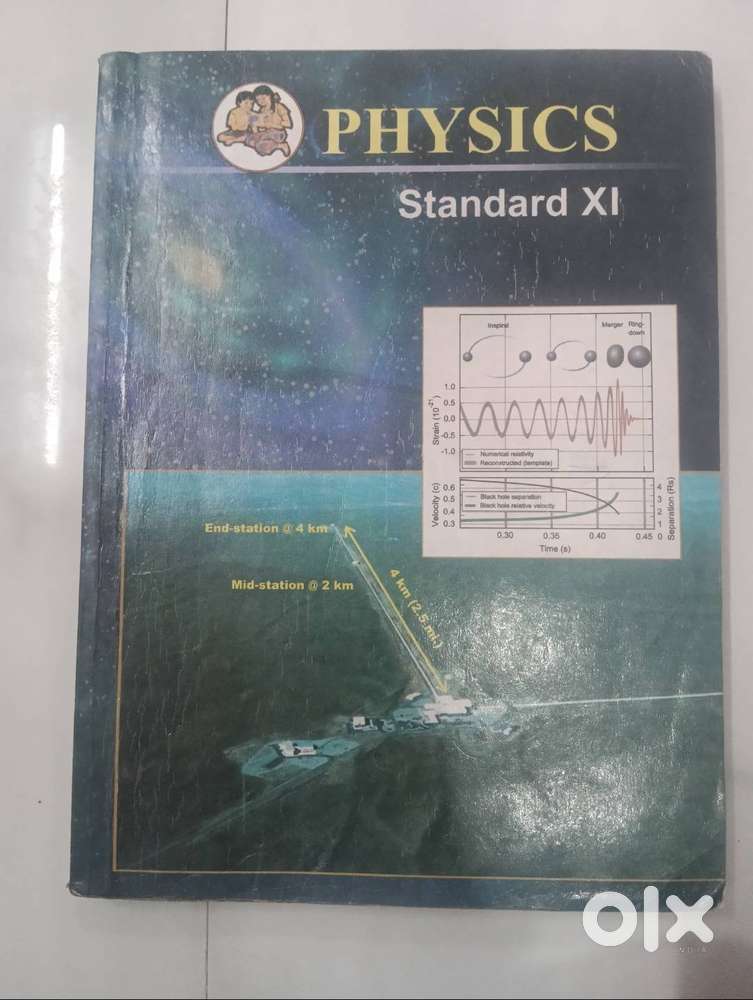 PHYSICS
Standard XI
Inspiral
Merger Ring-
down
Strain (10⁻²¹)
1.0
0.5
0.0
-0.5
-1.0
Numerical relativity
Reconstructed (template)
Velocity (c)
0.6
0.5
0.4
0.3
Black hole separation
Black hole relative velocity
4
3
2
1
0
Separation (Rs)
0.30
0.35
0.40
0.45
Time (s)
End-station @ 4 km
Mid-station @ 2 km
4 km (2.5 mi.)
olx
INDIA